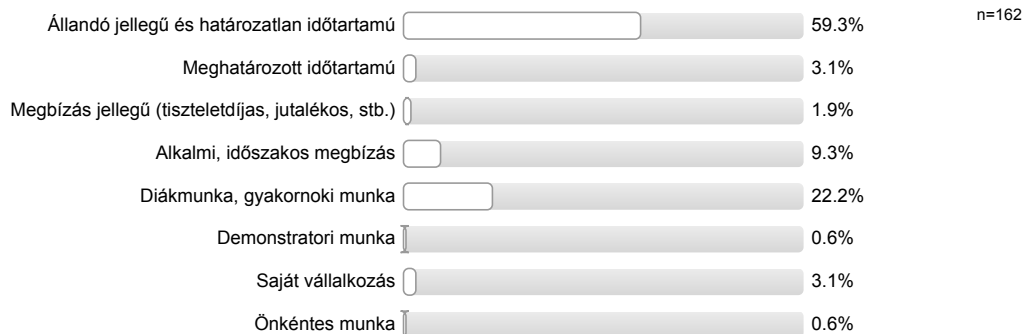 Állandó jellegű és határozatlan időtartamú 59.3% n=162
Meghatározott időtartamú 3.1%
Megbízás jellegű (tiszteletdíjas, jutalékos, stb.) 1.9%
Alkalmi, időszakos megbízás 9.3%
Diákmunka, gyakornoki munka 22.2%
Demonstratori munka 0.6%
Saját vállalkozás 3.1%
Önkéntes munka 0.6%